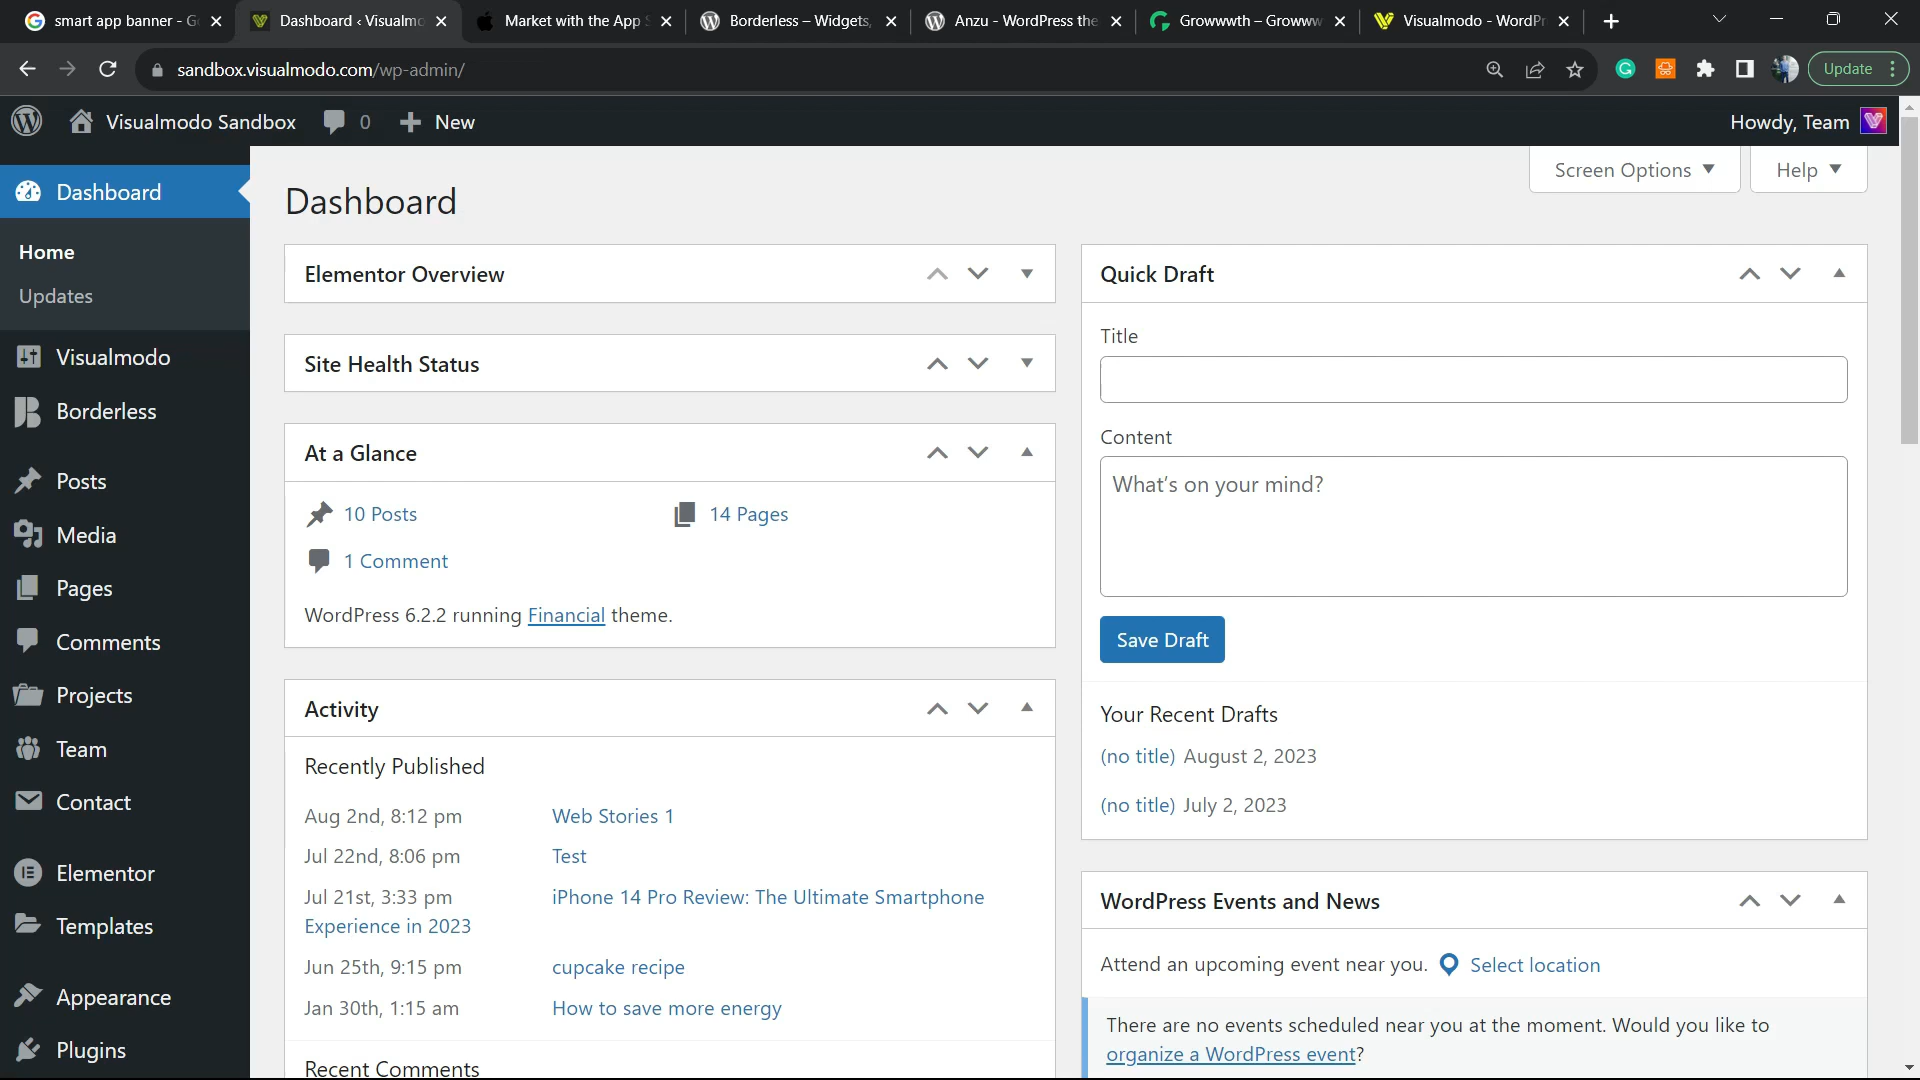 smart app banner - G
Dashboard ‹ Visualmo
Market with the App S
Borderless – Widgets,
Anzu - WordPress the
Growwwth – Growww
Visualmodo - WordPr
sandbox.visualmodo.com/wp-admin/
Update
Visualmodo Sandbox
0
New
Howdy, Team
Screen Options
Help
Dashboard
Home
Updates
Visualmodo
Borderless
Posts
Media
Pages
Comments
Projects
Team
Contact
Elementor
Templates
Appearance
Plugins
Dashboard
Elementor Overview
Site Health Status
At a Glance
10 Posts
14 Pages
1 Comment
WordPress 6.2.2 running Financial theme.
Activity
Recently Published
Aug 2nd, 8:12 pm Web Stories 1
Jul 22nd, 8:06 pm Test
Jul 21st, 3:33 pm iPhone 14 Pro Review: The Ultimate Smartphone
Experience in 2023
Jun 25th, 9:15 pm cupcake recipe
Jan 30th, 1:15 am How to save more energy
Recent Comments
Quick Draft
Title
Content
What's on your mind?
Save Draft
Your Recent Drafts
(no title) August 2, 2023
(no title) July 2, 2023
WordPress Events and News
Attend an upcoming event near you. Select location
There are no events scheduled near you at the moment. Would you like to
organize a WordPress event?